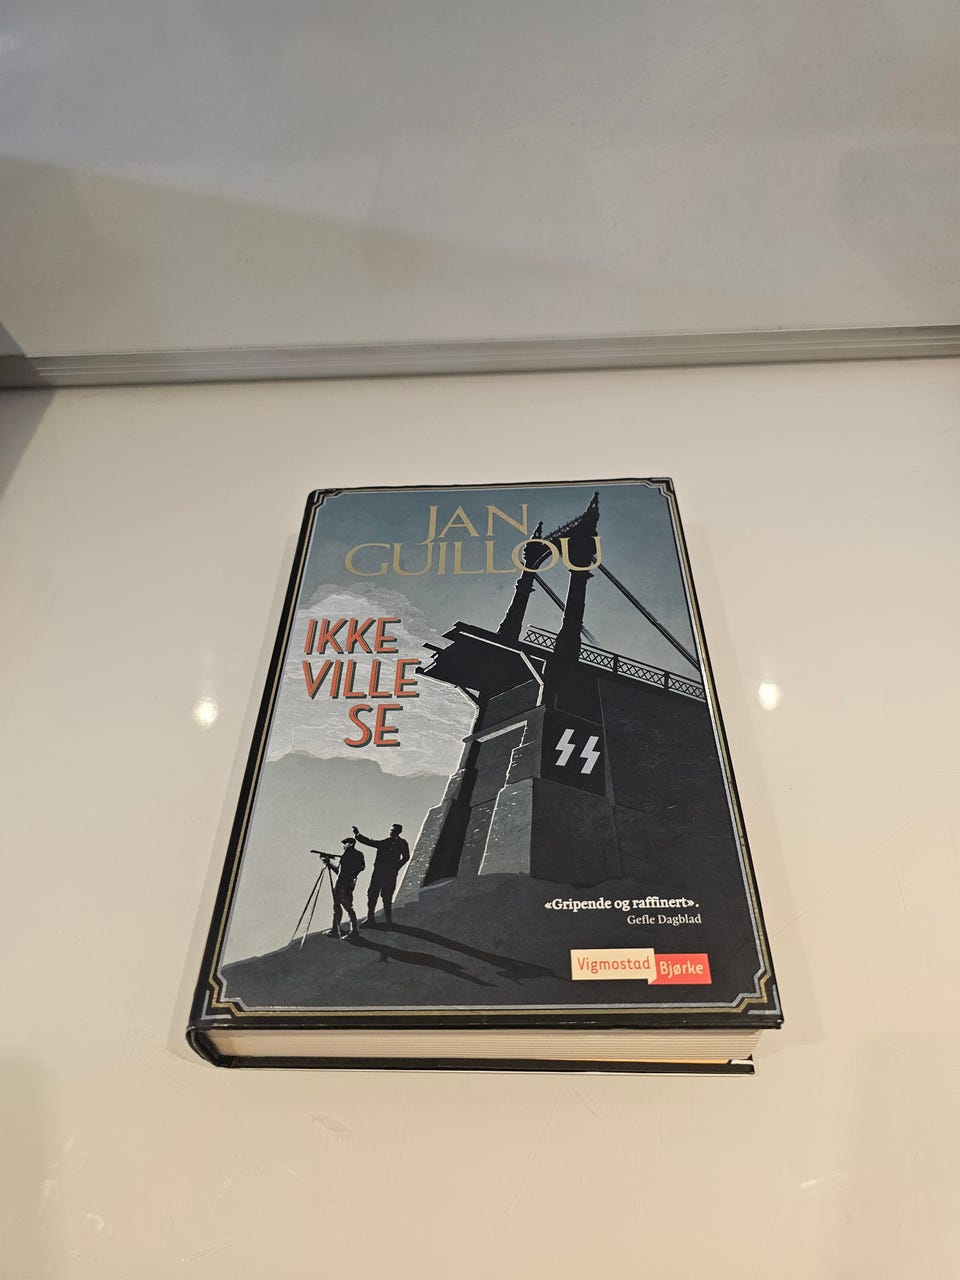 JAN
GUILLOU
IKKE
VILLE
SE
«Gripende og raffinert».
Gefle Dagblad
Vigmostad
Bjørke